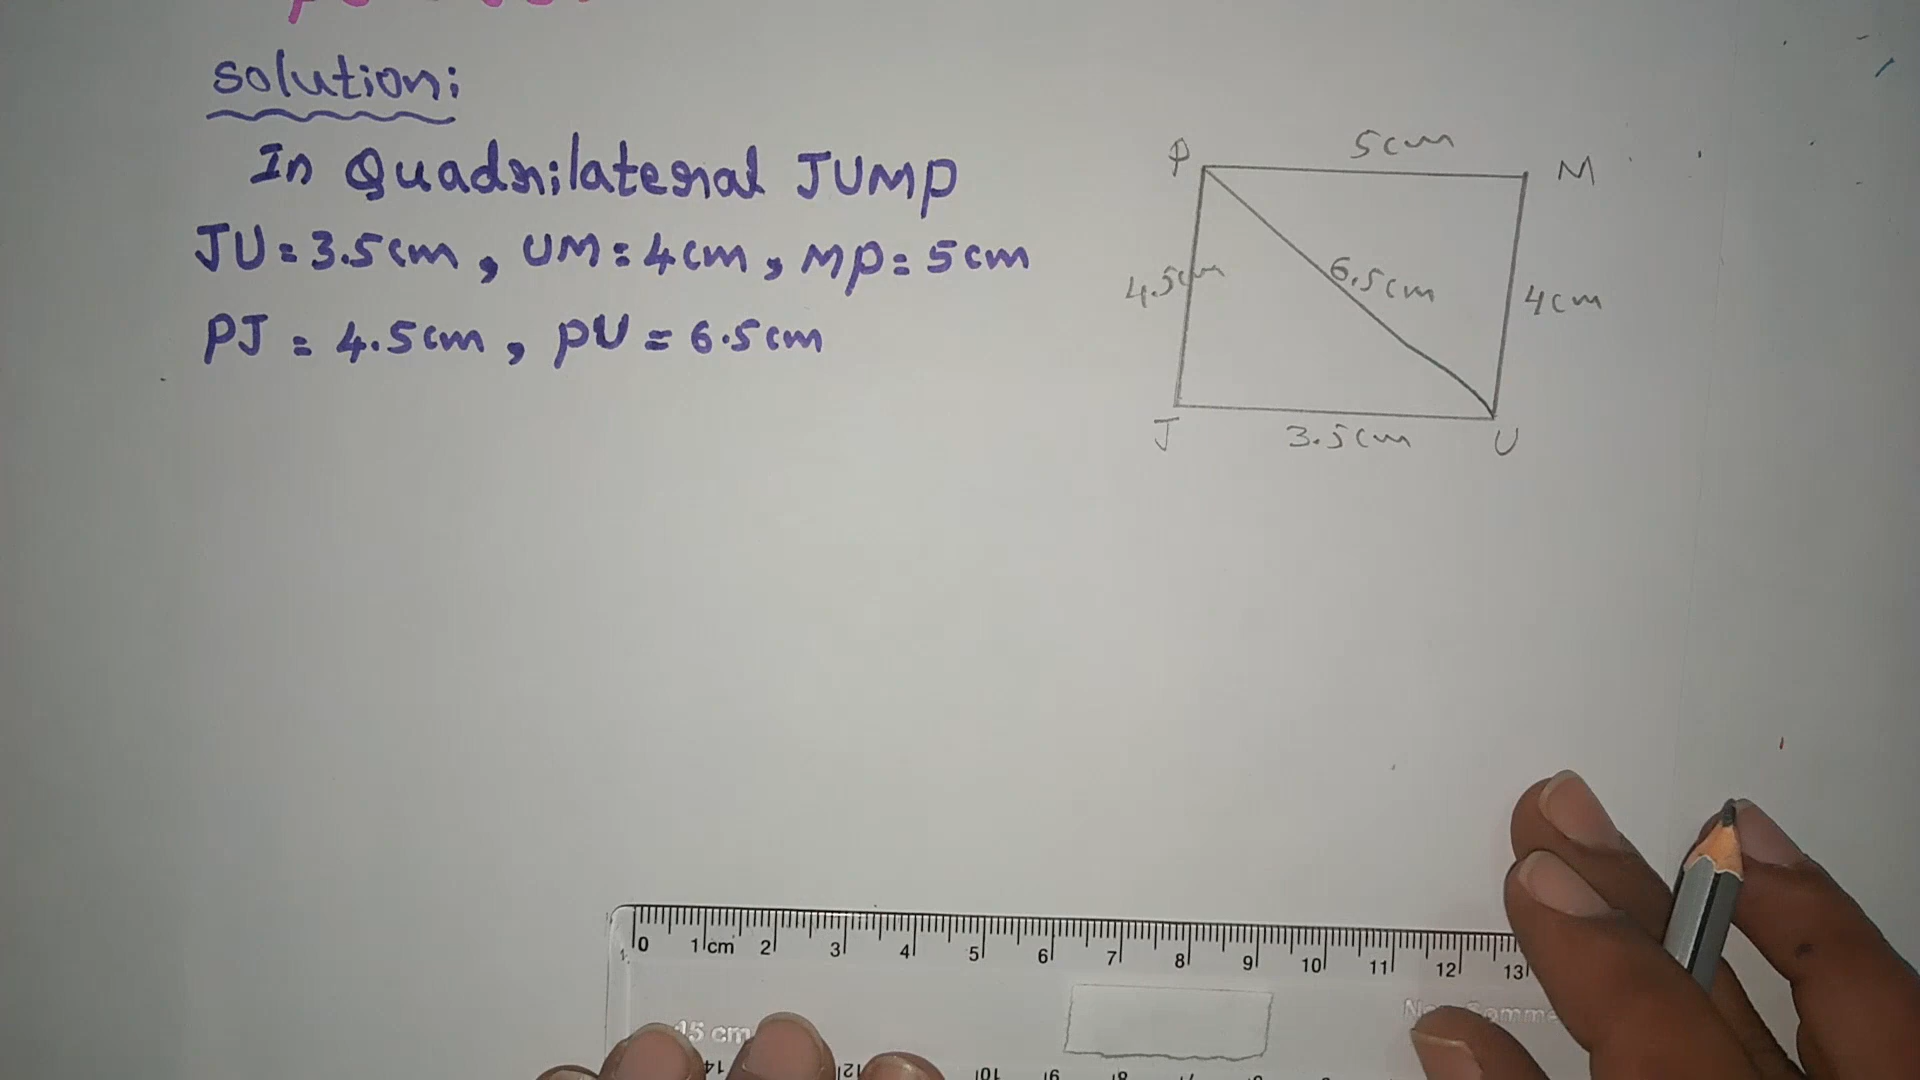 solution:
In Quadrilateral JUMP
JU = 3.5cm, UM = 4cm, MP = 5cm
PJ = 4.5cm, PU = 6.5cm
5cm
P
M
4.5cm
6.5cm
4cm
J
3.5cm
U
0 1 cm 2 3 4 5 6 7 8 9 10 11 12 13
15 cm